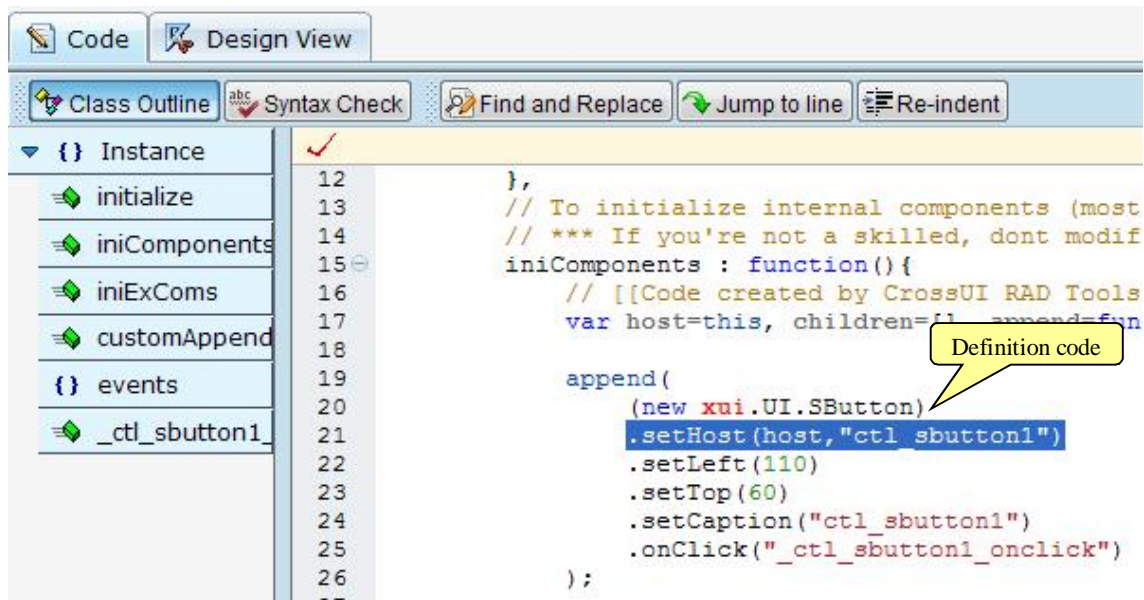 Code Design View
Class Outline Syntax Check Find and Replace Jump to line Re-indent
{} Instance
initialize
iniComponents
iniExComs
customAppend
{} events
_ctl_sbutton1_
12 },
13 // To initialize internal components (most
14 // *** If you're not a skilled, dont modif
15 iniComponents : function(){
16 // [[Code created by CrossUI RAD Tools
17 var host=this, children=[], append=fun
18
Definition code
19 append(
20 (new xui.UI.SButton)
21 .setHost(host,"ctl_sbutton1")
22 .setLeft(110)
23 .setTop(60)
24 .setCaption("ctl_sbutton1")
25 .onClick("_ctl_sbutton1_onclick")
26 );